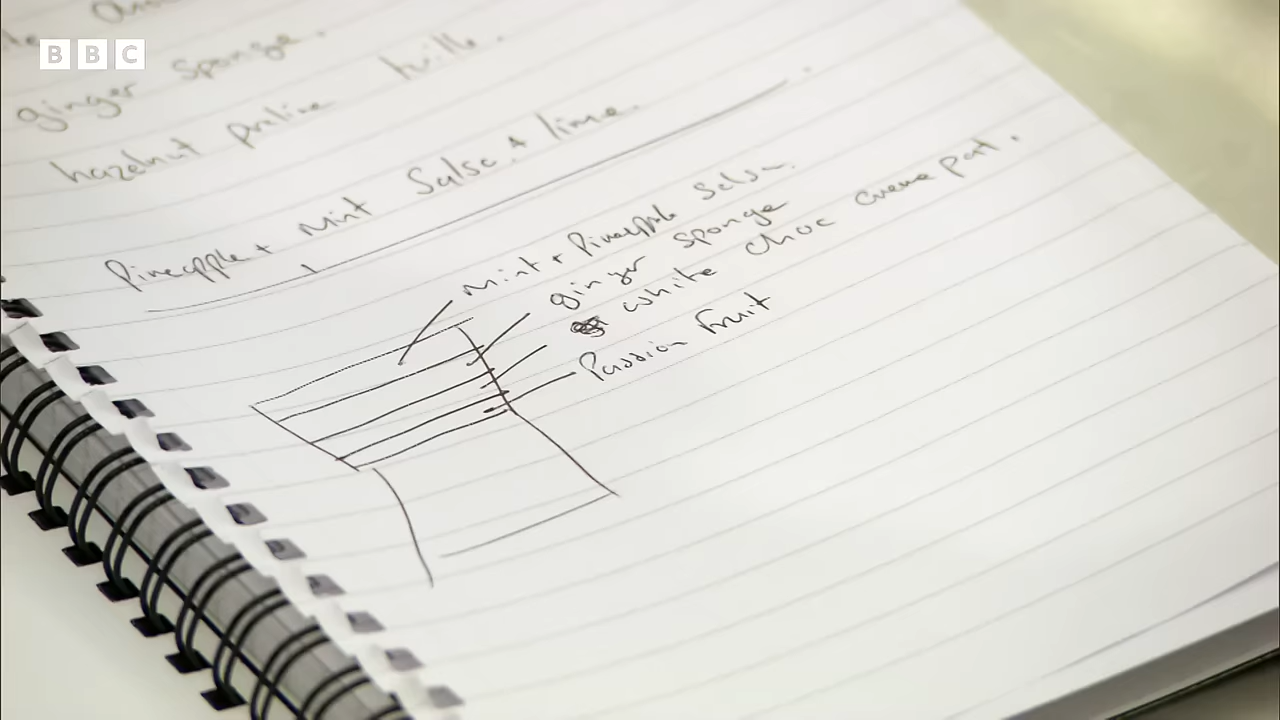 BBC
ginger sponge.
hazelnut praline tuille.
Pineapple + Mint Salsa + lime.
Mint + Pineapple Salsa.
ginger sponge
white choc creme pat.
Passion Fruit